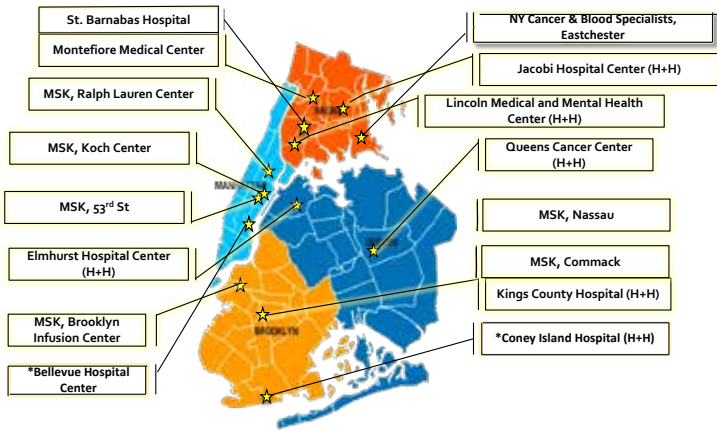 St. Barnabas Hospital
Montefiore Medical Center
MSK, Ralph Lauren Center
MSK, Koch Center
MSK, 53rd St
Elmhurst Hospital Center
(H+H)
MSK, Brooklyn
Infusion Center
*Bellevue Hospital
Center
NY Cancer & Blood Specialists,
Eastchester
Jacobi Hospital Center (H+H)
Lincoln Medical and Mental Health
Center (H+H)
Queens Cancer Center
(H+H)
MSK, Nassau
MSK, Commack
Kings County Hospital (H+H)
*Coney Island Hospital (H+H)
BROOKLYN